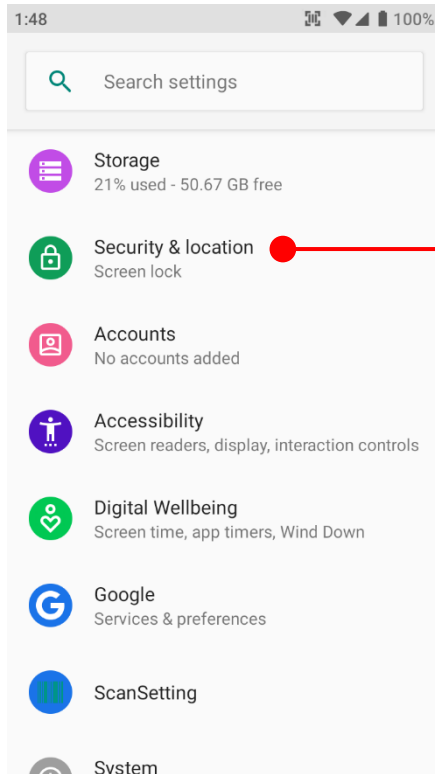 1:48
100%
Search settings
Storage
21% used - 50.67 GB free
Security & location
Screen lock
Accounts
No accounts added
Accessibility
Screen readers, display, interaction controls
Digital Wellbeing
Screen time, app timers, Wind Down
Google
Services & preferences
ScanSetting
System